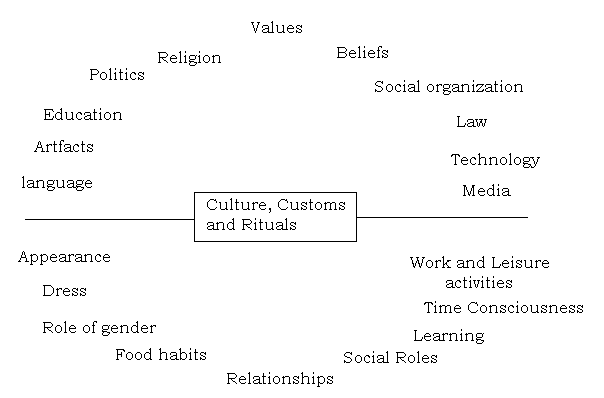 Values
Religion
Beliefs
Politics
Social organization
Education
Law
Artfacts
Technology
language
Media
Culture, Customs
and Rituals
Appearance
Work and Leisure
activities
Dress
Time Consciousness
Role of gender
Learning
Food habits
Social Roles
Relationships